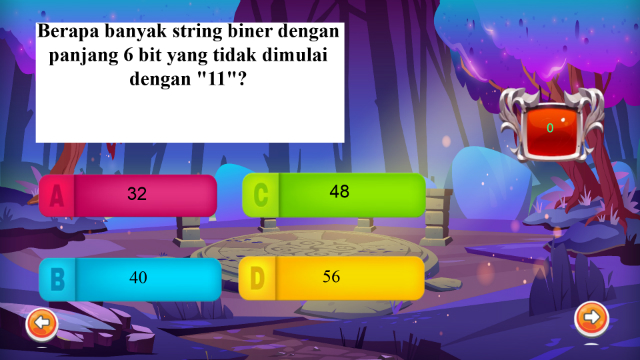 Berapa banyak string biner dengan
panjang 6 bit yang tidak dimulai
dengan "11"?
0
A 32
C 48
B 40
D 56